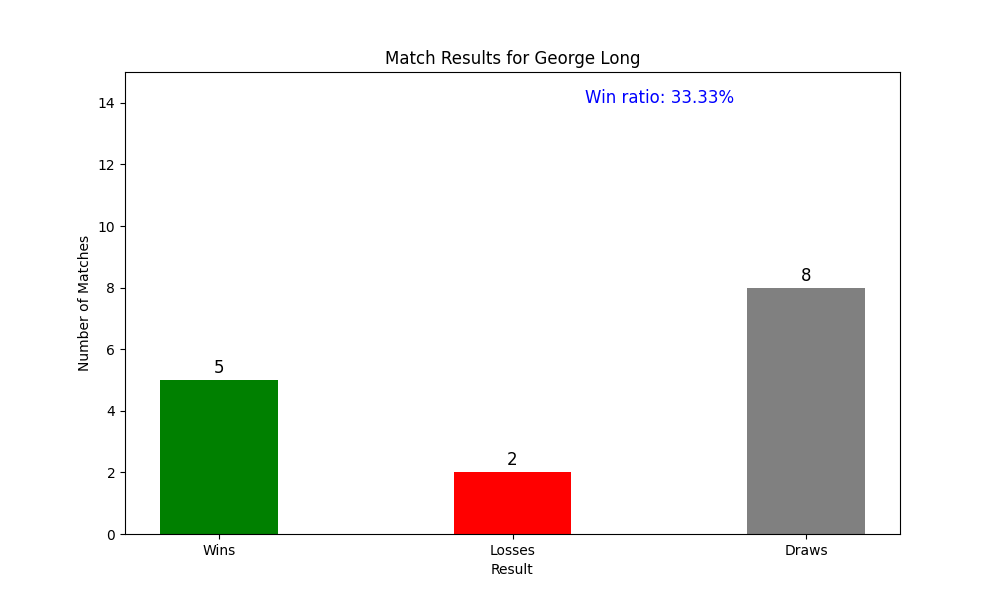 Match Results for George Long
Win ratio: 33.33%
14
12
10
8
6
4
2
0
Number of Matches
5
2
8
Wins
Losses
Draws
Result